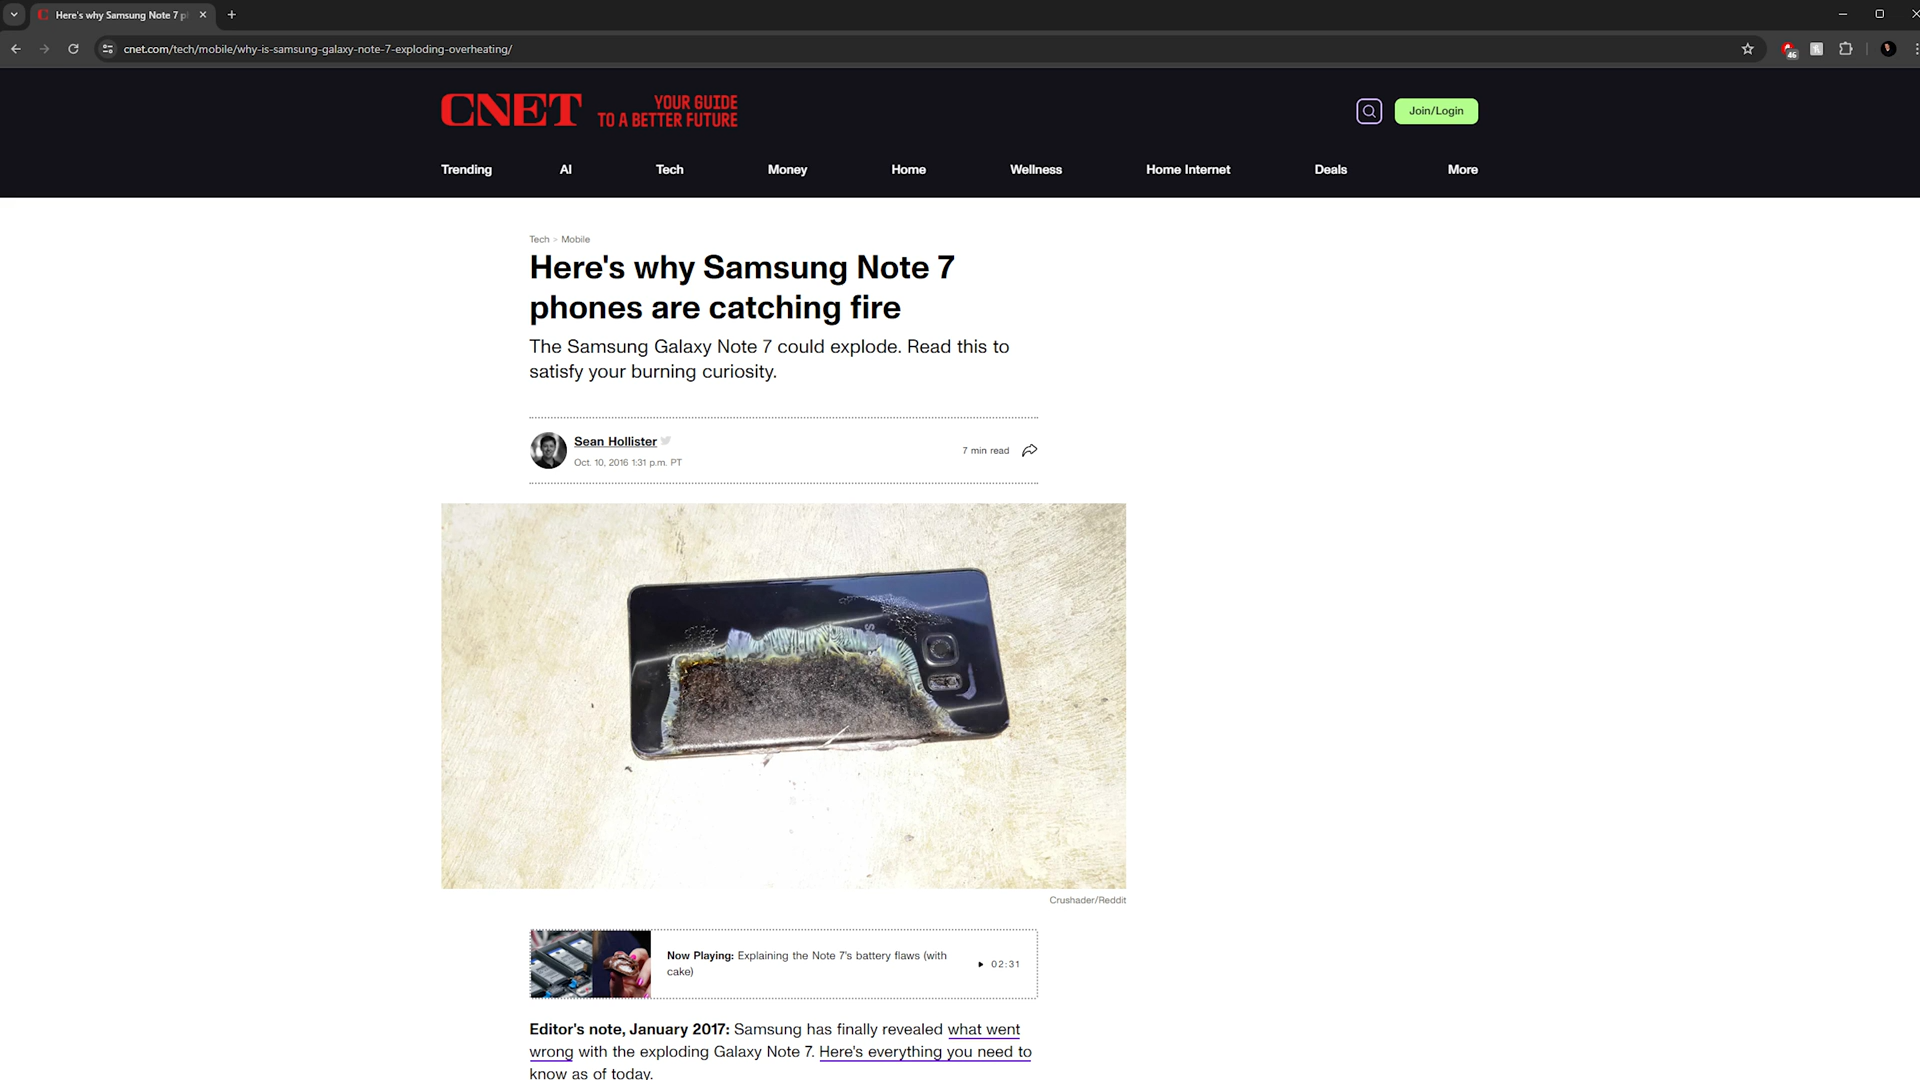 Here's why Samsung Note 7 p
cnet.com/tech/mobile/why-is-samsung-galaxy-note-7-exploding-overheating/
46
CNET
YOUR GUIDE
TO A BETTER FUTURE
Join/Login
Trending
AI
Tech
Money
Home
Wellness
Home Internet
Deals
More
Tech > Mobile
Here's why Samsung Note 7
phones are catching fire
The Samsung Galaxy Note 7 could explode. Read this to
satisfy your burning curiosity.
Sean Hollister
Oct. 10, 2016 1:31 p.m. PT
7 min read
Crushader/Reddit
Now Playing: Explaining the Note 7's battery flaws (with
cake)
02:31
Editor's note, January 2017: Samsung has finally revealed what went
wrong with the exploding Galaxy Note 7. Here's everything you need to
know as of today.